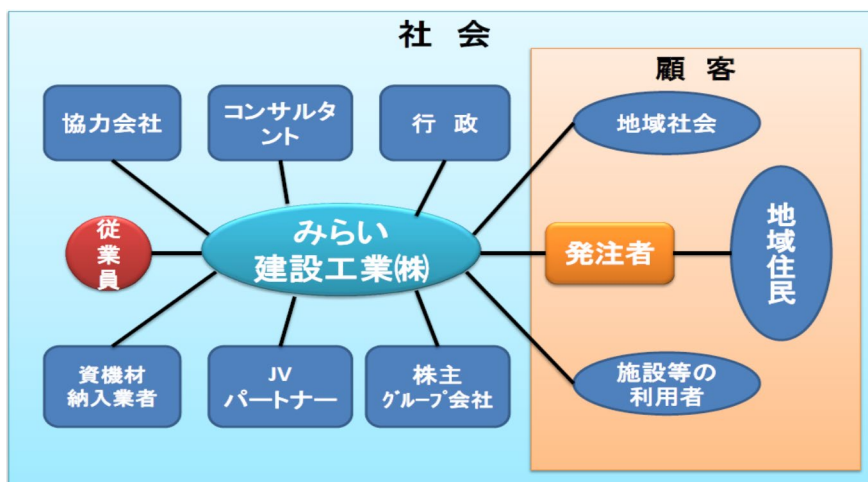 社 会
顧 客
協力会社
コンサルタ
ント
行 政
地域社会
従
業
員
みらい
建設工業㈱
発注者
地
域
住
民
資機材
納入業者
JV
パートナー
株主
ｸﾞﾙｰﾌﾟ会社
施設等の
利用者